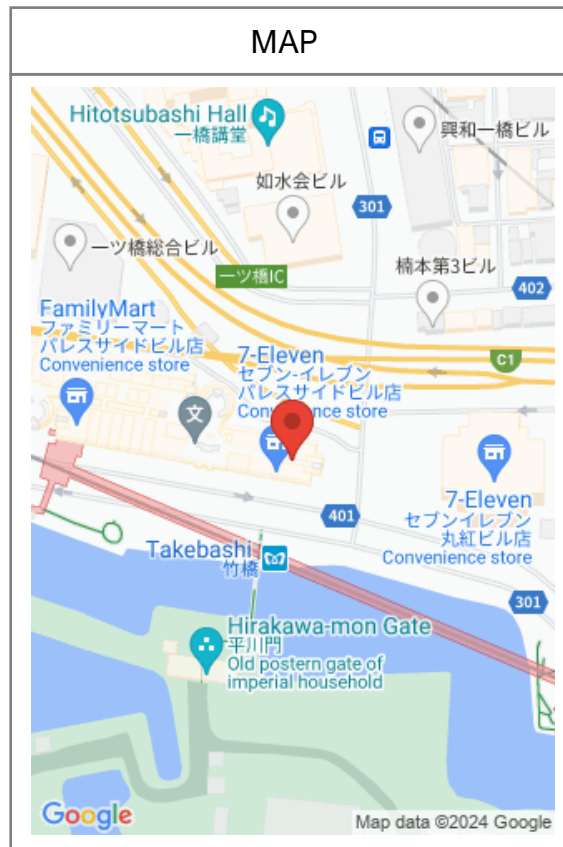 MAP
Hitotsubashi Hall
一橋講堂
興和一橋ビル
如水会ビル
301
一ツ橋総合ビル
一ツ橋IC
楠本第3ビル
402
FamilyMart
ファミリーマート
パレスサイドビル店
Convenience store
7-Eleven
セブン-イレブン
パレスサイドビル店
Convenience store
C1
文
401
7-Eleven
セブンイレブン
丸紅ビル店
Convenience store
Takebashi
竹橋
301
Hirakawa-mon Gate
平川門
Old postern gate of
imperial household
Google
Map data ©2024 Google